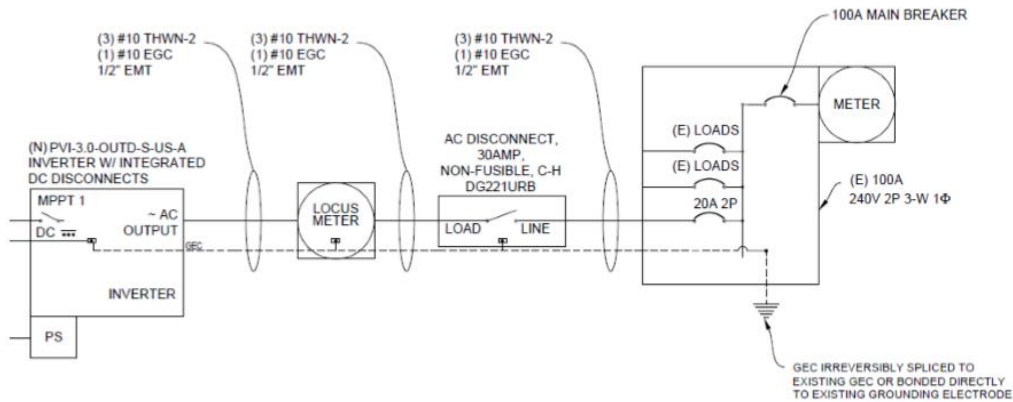 100A MAIN BREAKER
(3) #10 THWN-2
(1) #10 EGC
1/2" EMT
(3) #10 THWN-2
(1) #10 EGC
1/2" EMT
(3) #10 THWN-2
(1) #10 EGC
1/2" EMT
METER
(E) LOADS
(E) LOADS
20A 2P
(E) 100A
240V 2P 3-W 1Φ
(N) PVI-3.0-OUTD-S-US-A
INVERTER W/ INTEGRATED
DC DISCONNECTS
MPPT 1
DC
~ AC
OUTPUT
GEC
INVERTER
PS
LOCUS
METER
AC DISCONNECT,
30AMP,
NON-FUSIBLE, C-H
DG221URB
LOAD
LINE
GEC IRREVERSIBLY SPLICED TO
EXISTING GEC OR BONDED DIRECTLY
TO EXISTING GROUNDING ELECTRODE